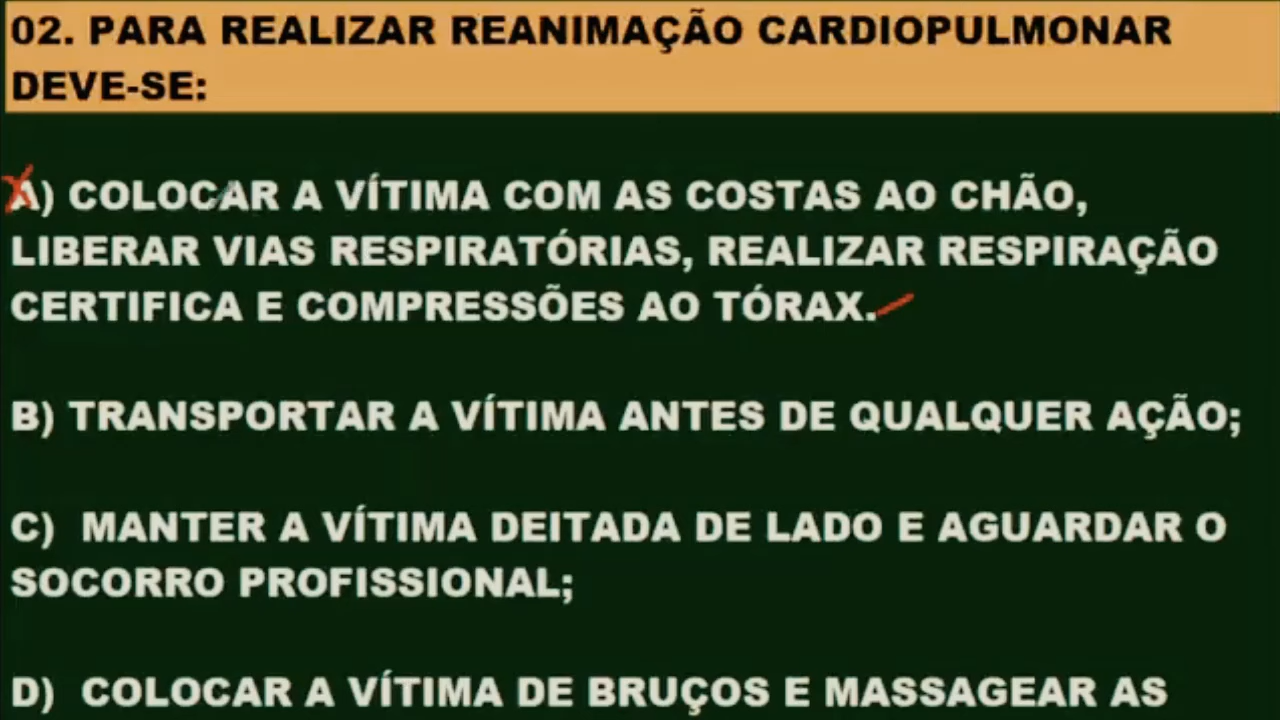 02. PARA REALIZAR REANIMAÇÃO CARDIOPULMONAR
DEVE-SE:
A) COLOCAR A VÍTIMA COM AS COSTAS AO CHÃO,
LIBERAR VIAS RESPIRATÓRIAS, REALIZAR RESPIRAÇÃO
CERTIFICA E COMPRESSÕES AO TÓRAX.
B) TRANSPORTAR A VÍTIMA ANTES DE QUALQUER AÇÃO;
C) MANTER A VÍTIMA DEITADA DE LADO E AGUARDAR O
SOCORRO PROFISSIONAL;
D) COLOCAR A VÍTIMA DE BRUÇOS E MASSAGEAR AS